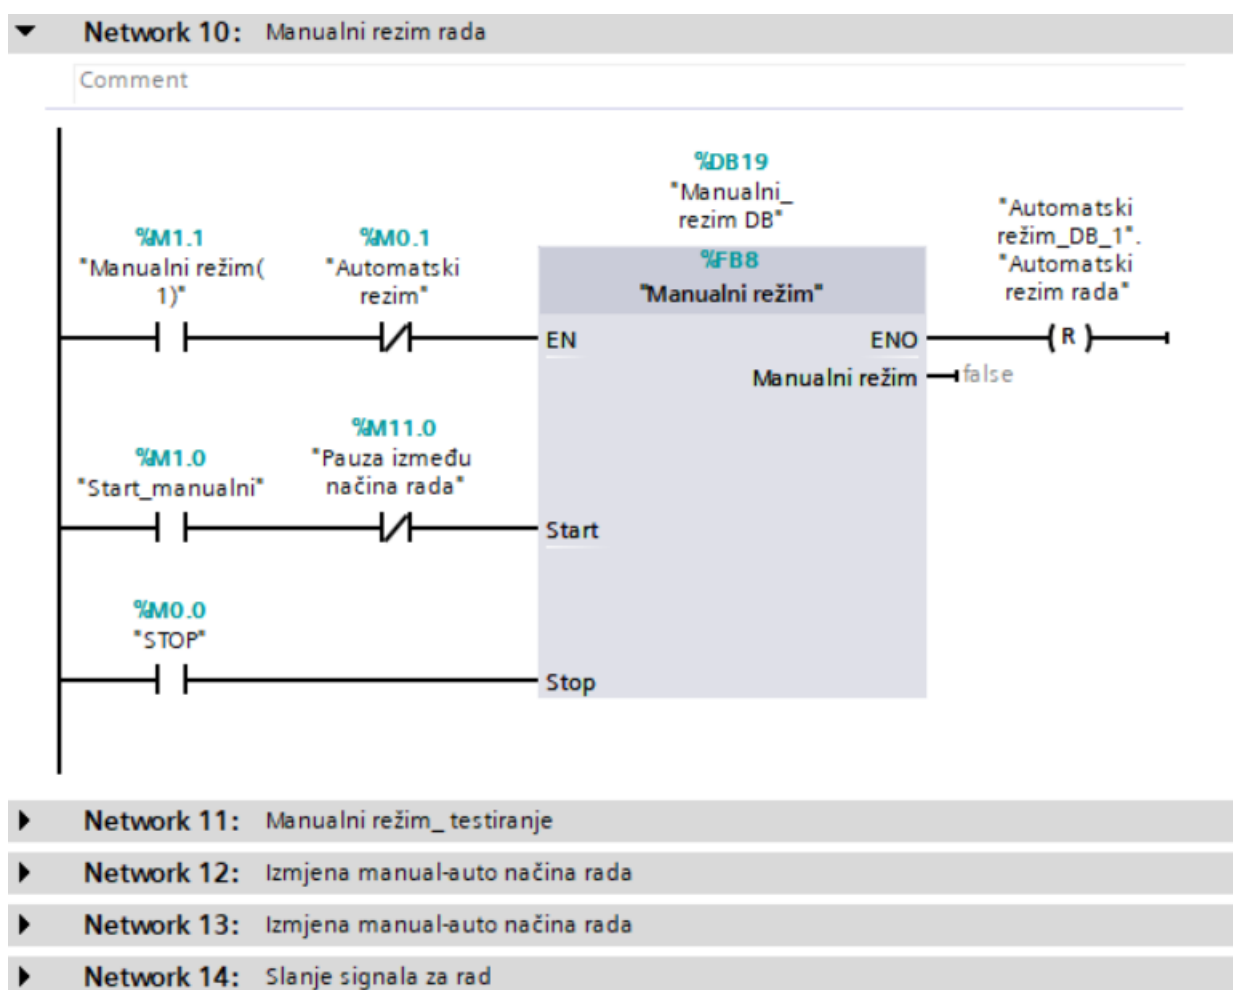 Network 10: Manualni rezim rada
Comment
%DB19
"Manualni_
rezim DB"
"Automatski
režim_DB_1".
"Automatski
rezim rada"
%M1.1
"Manualni režim(
1)"
%M0.1
"Automatski
rezim"
%FB8
"Manualni režim"
EN
ENO
( R )
Manualni režim
false
%M1.0
"Start_manualni"
%M11.0
"Pauza između
načina rada"
Start
%M0.0
"STOP"
Stop
Network 11: Manualni režim_ testiranje
Network 12: Izmjena manual-auto načina rada
Network 13: Izmjena manual-auto načina rada
Network 14: Slanje signala za rad